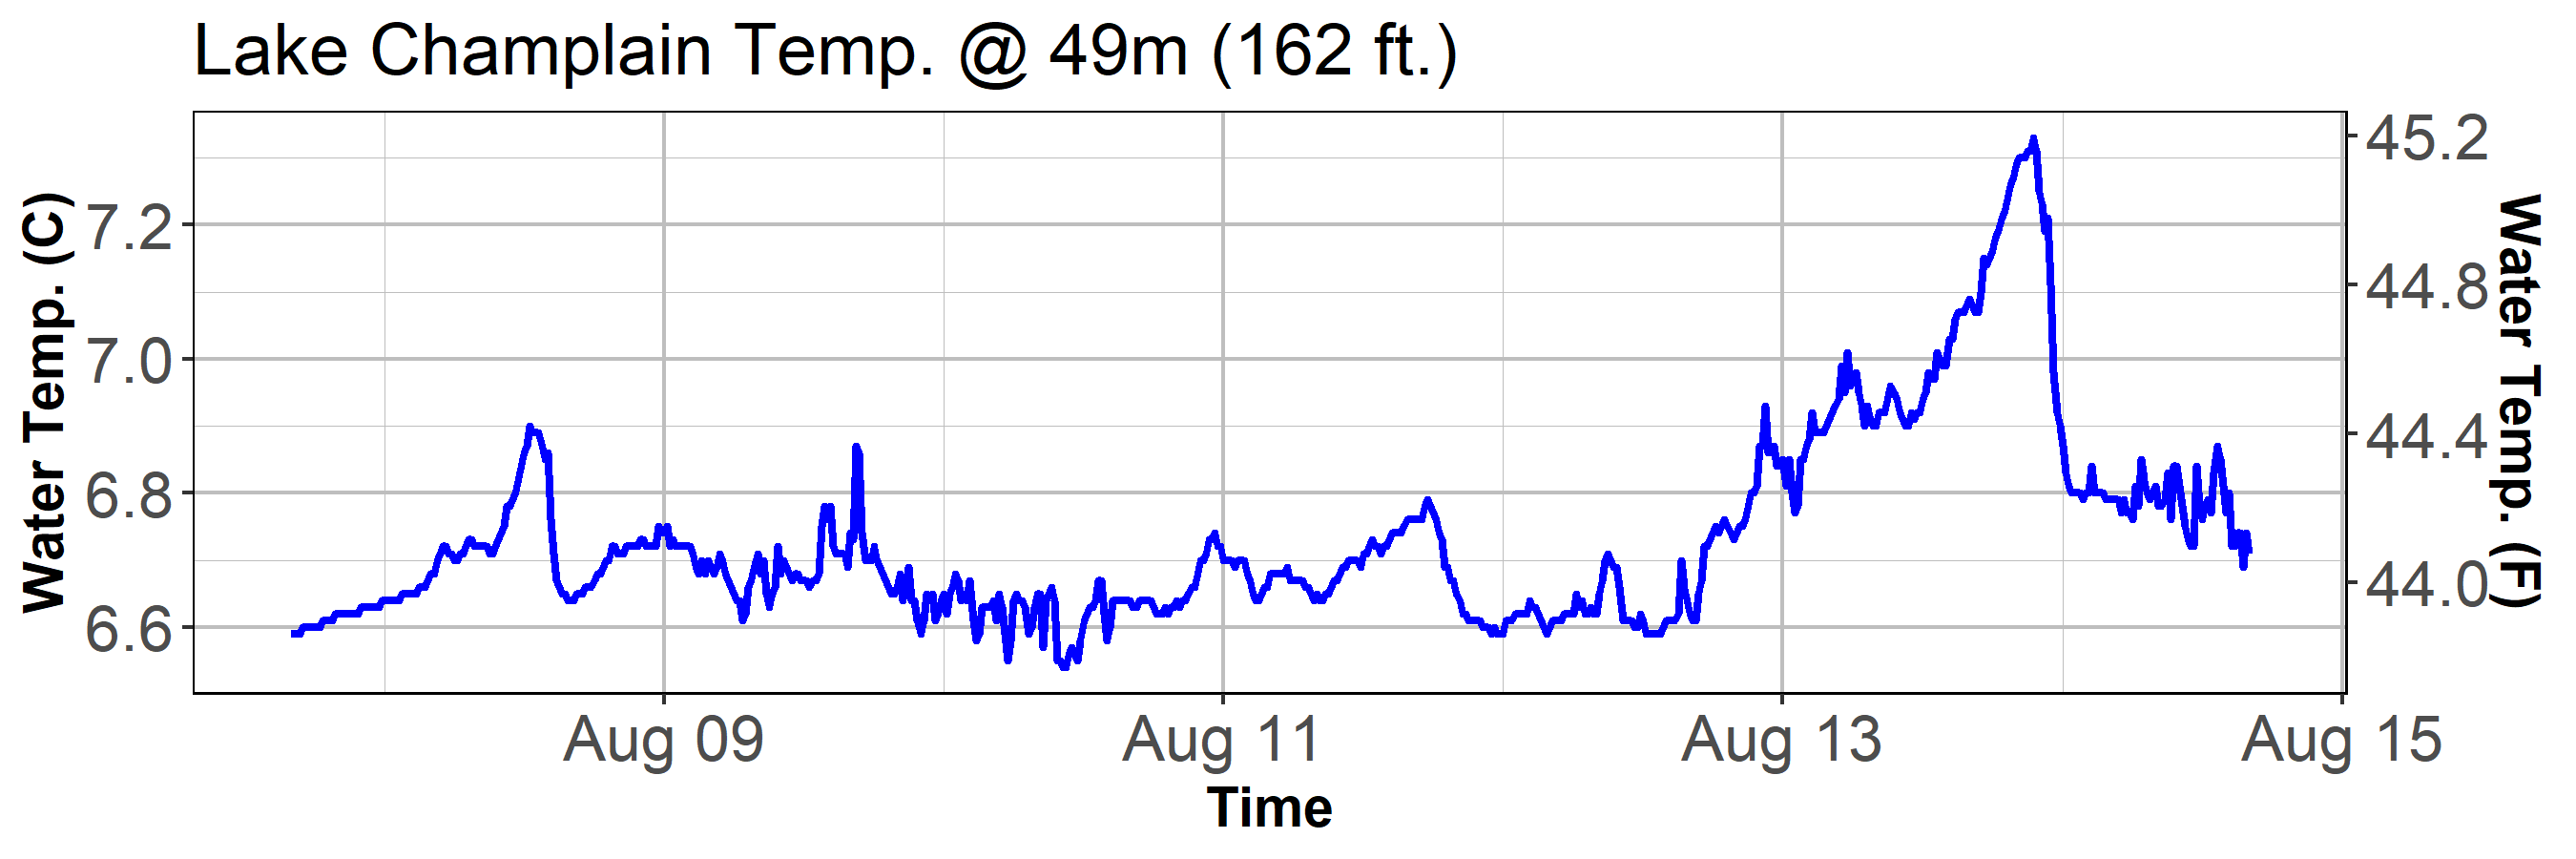 Lake Champlain Temp. @ 49m (162 ft.)
Water Temp. (C)
7.2
7.0
6.8
6.6
45.2
44.8
44.4
44.0
Water Temp. (F)
Aug 09
Aug 11
Aug 13
Aug 15
Time